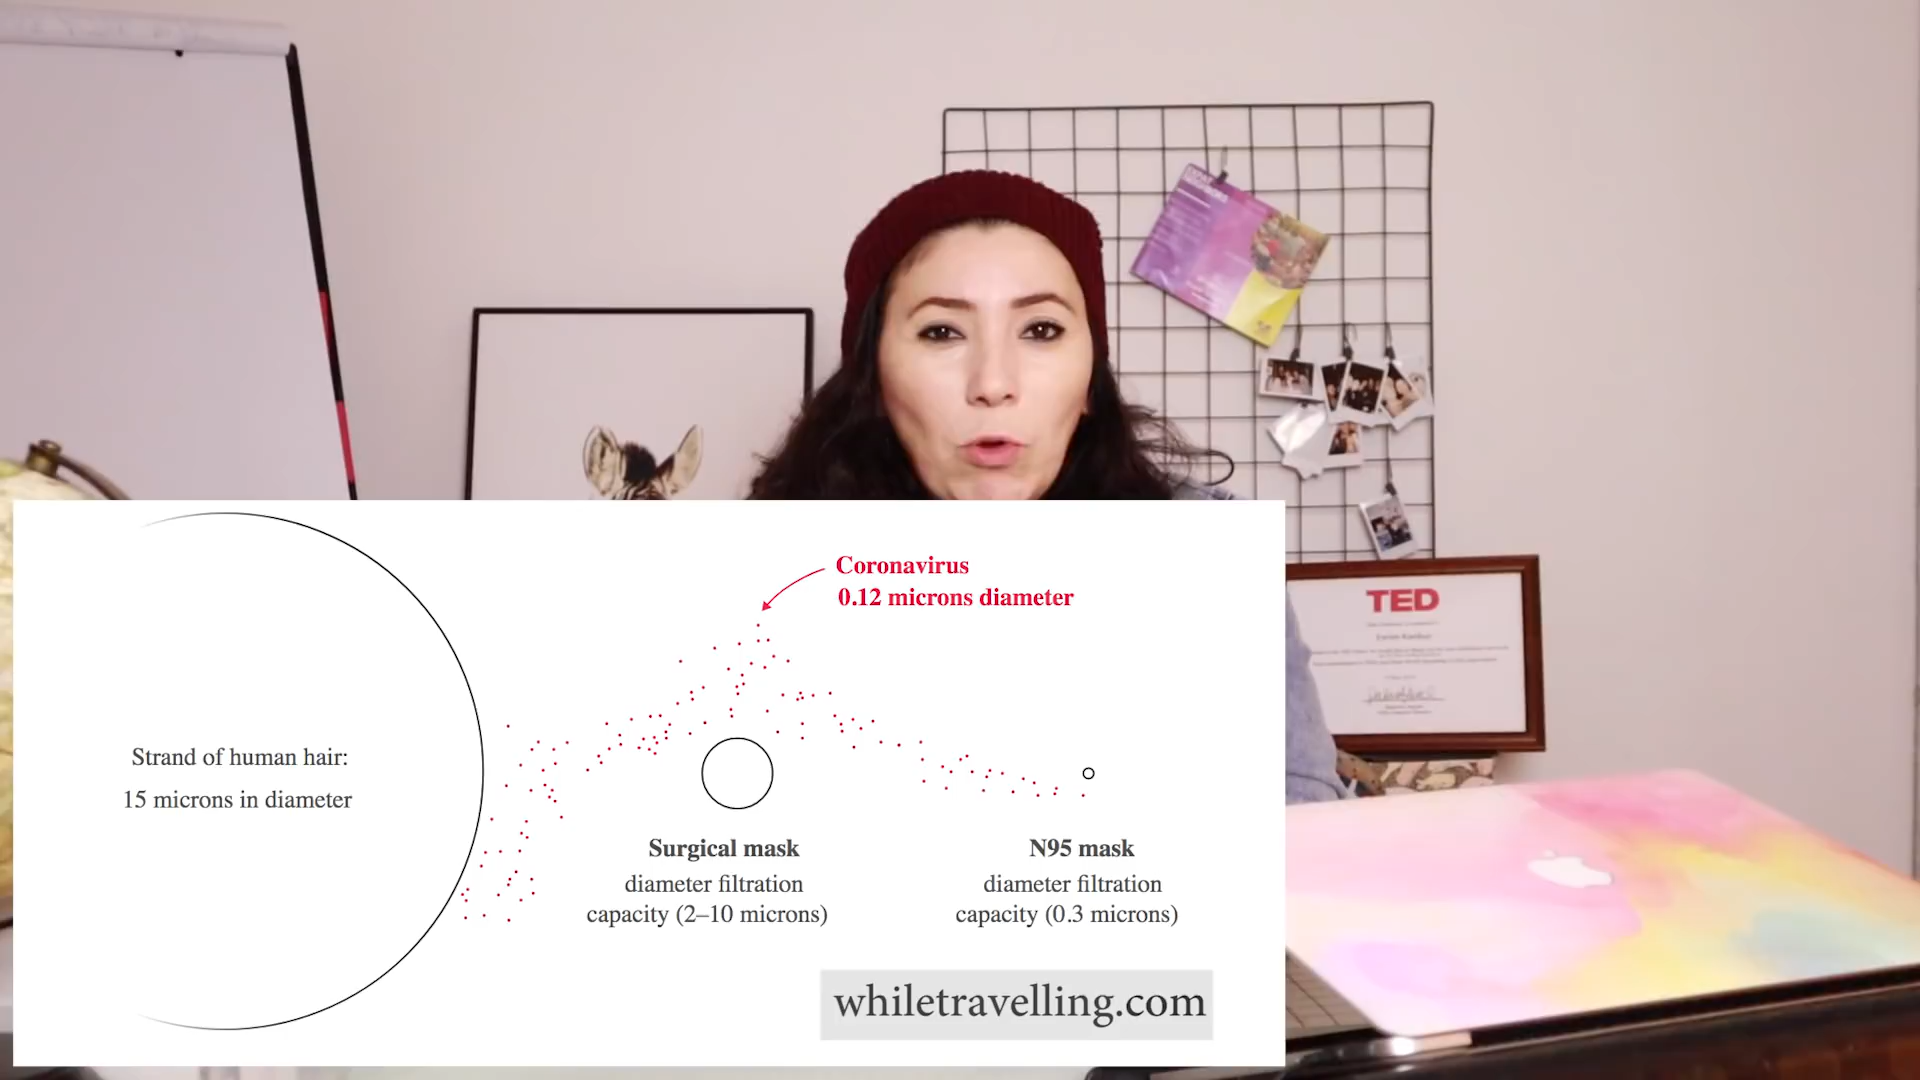 Coronavirus
0.12 microns diameter
Strand of human hair:
15 microns in diameter
Surgical mask
diameter filtration
capacity (2–10 microns)
N95 mask
diameter filtration
capacity (0.3 microns)
whiletravelling.com
TED